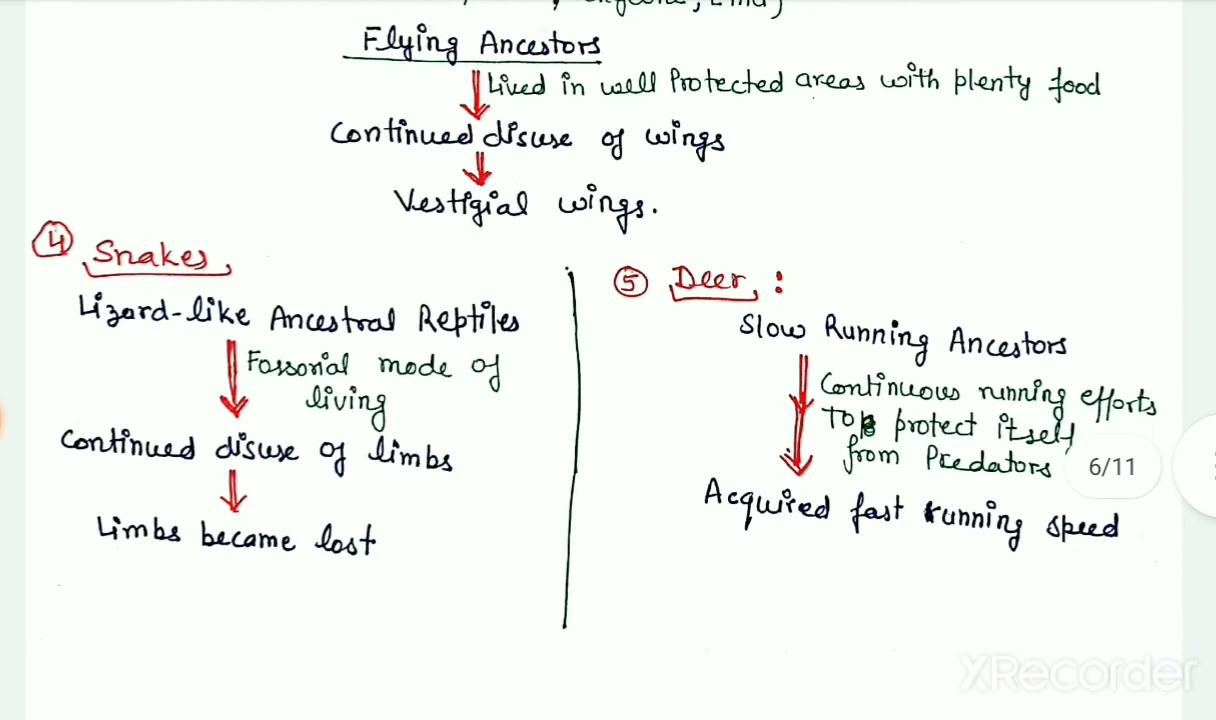 Flying Ancestors
Lived in well Protected areas with plenty food
Continued disuse of wings
Vestigial wings.
4 Snakes,
Lizard-like Ancestral Reptiles
Fossorial mode of
living
Continued disuse of limbs
Limbs became lost
5 Deer, :
Slow Running Ancestors
Continuous running efforts
To protect itself
from Predators
Acquired fast running speed
6/11
XRecorder